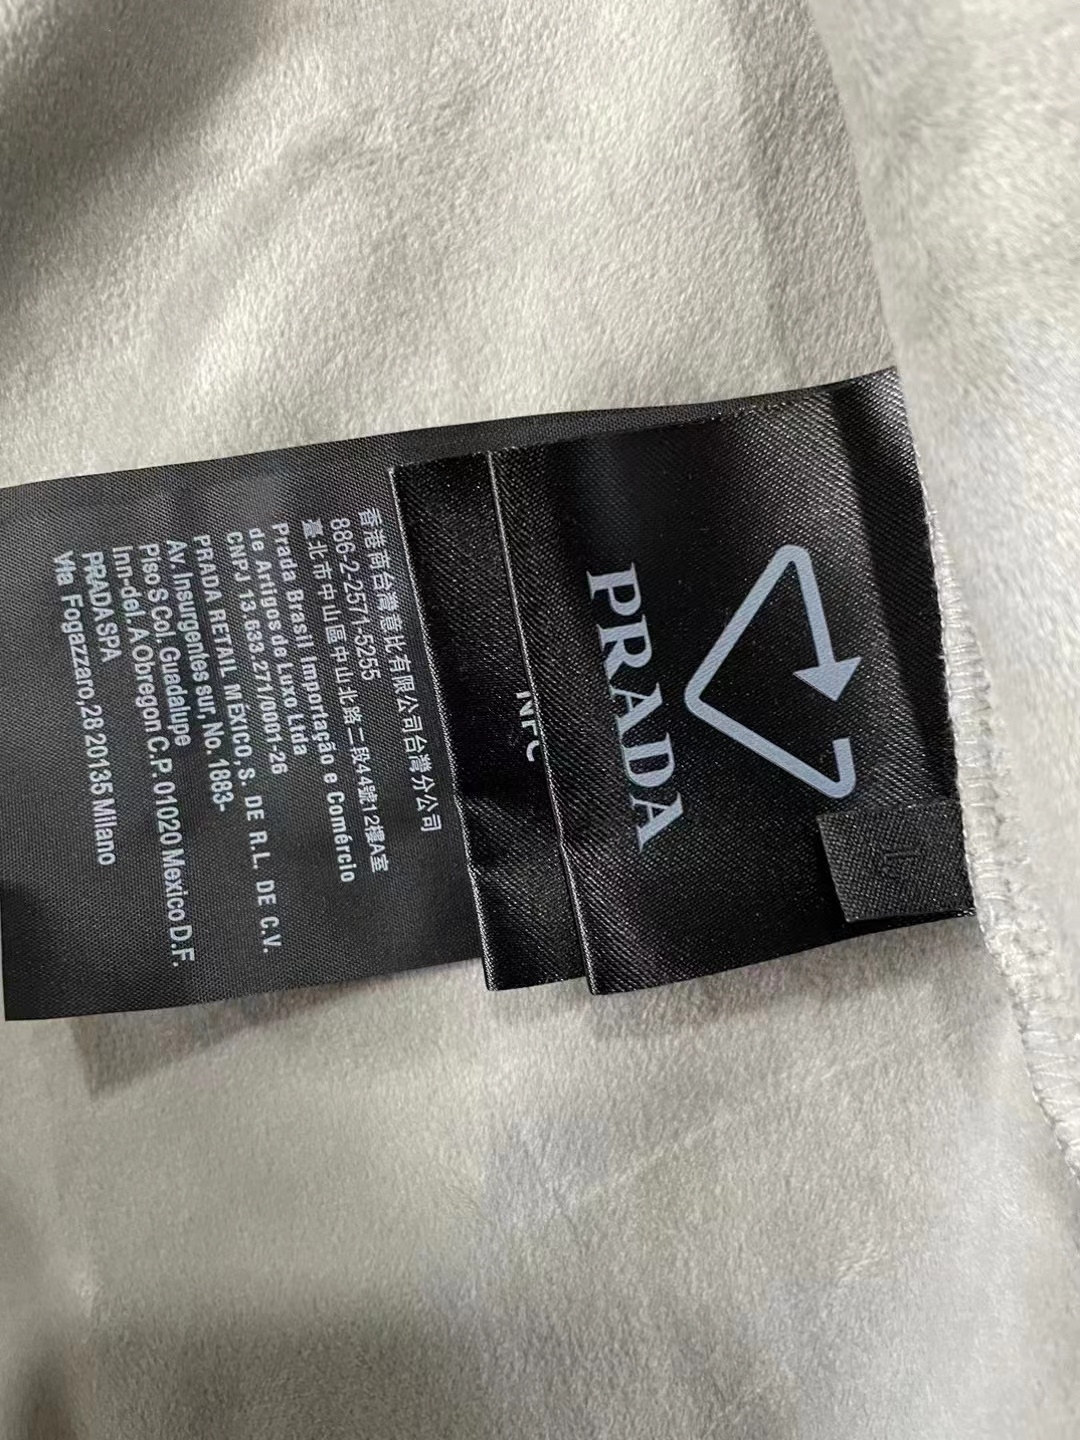 香港商台灣意比有限公司台灣分公司
886-2-2571-5255
臺北市中山區中山北路二段44號12樓A室
Prada Brasil Importação e Comércio
de Artigos de Luxo Ltda
CNPJ 13.633.271/0001-26
PRADA RETAIL MEXICO, S. DE R.L. DE C.V.
Av. Insurgentes sur, No. 1883-
Piso S Col. Guadalupe
Inn-del. A.Obregon C.P. 01020 Mexico D.F.
PRADA SPA
Via Fogazzaro,28 20135 Milano
NFC
PRADA
L